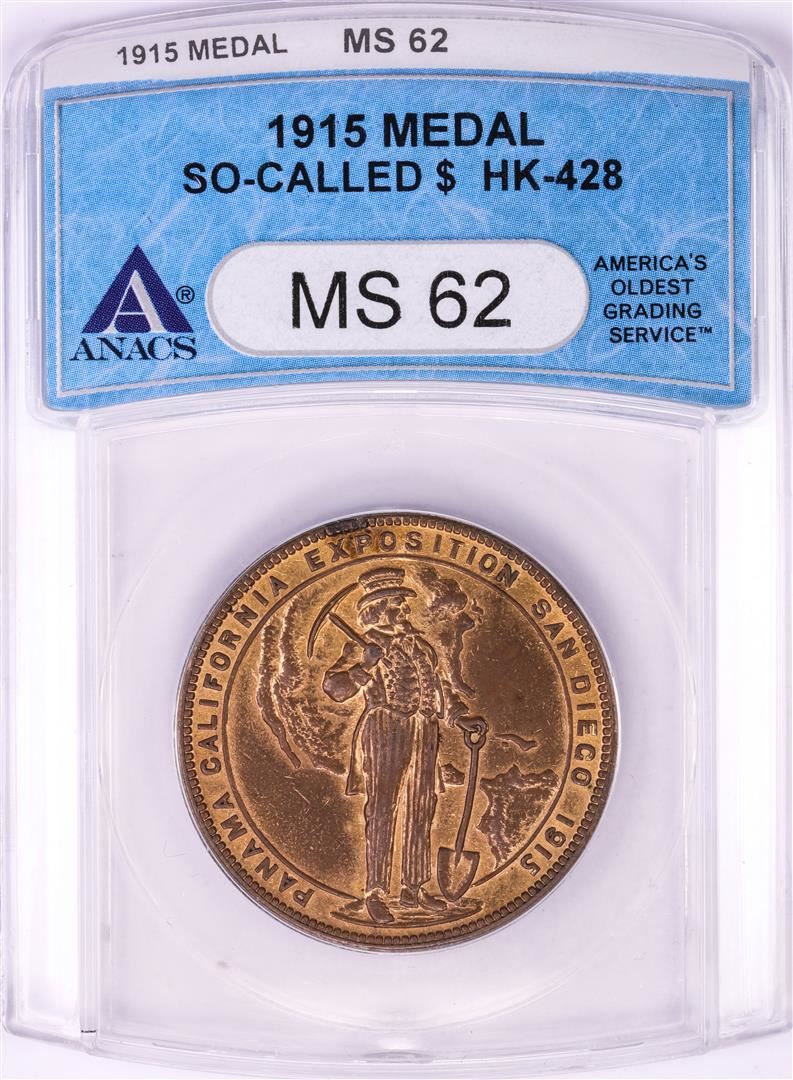 1915 MEDAL MS 62
1915 MEDAL
SO-CALLED $ HK-428
A®
ANACS
MS 62
AMERICA'S
OLDEST
GRADING
SERVICE™
PANAMA CALIFORNIA EXPOSITION SAN DIEGO 1915